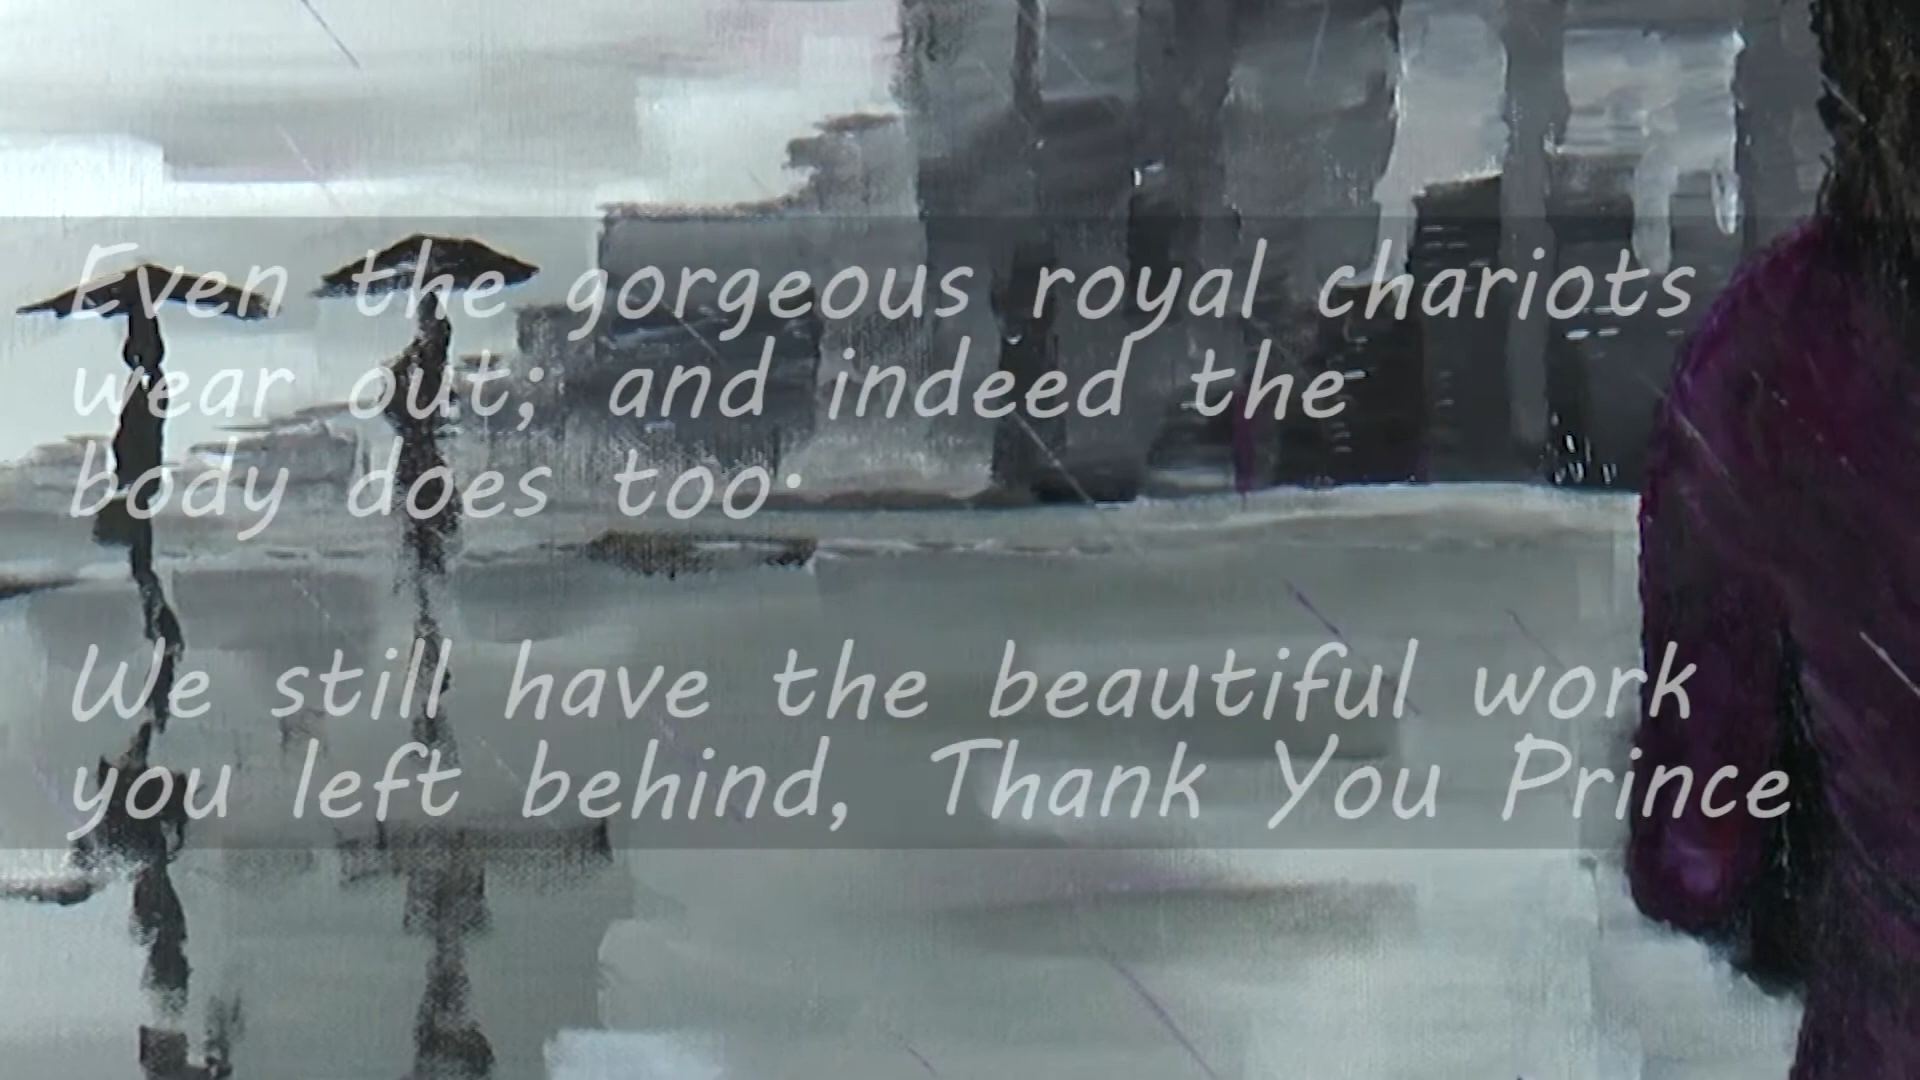 Even the gorgeous royal chariots
wear out; and indeed the
body does too.
We still have the beautiful work
you left behind, Thank You Prince